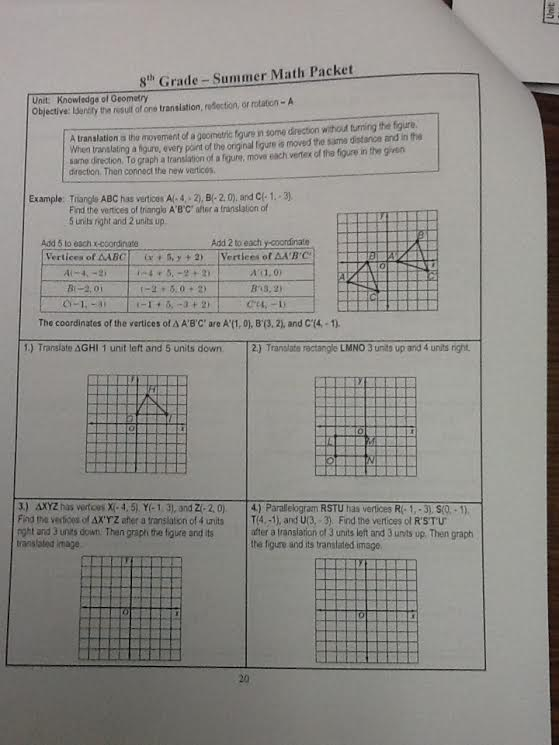 Unit:
8th Grade – Summer Math Packet
Unit: Knowledge of Geometry
Objective: Identify the result of one translation, reflection, or rotation – A
A translation is the movement of a geometric figure in some direction without turning the figure.
When translating a figure, every point of the original figure is moved the same distance and in the
same direction. To graph a translation of a figure, move each vertex of the figure in the given
direction. Then connect the new vertices.
Example: Triangle ABC has vertices A(- 4, - 2), B(- 2, 0), and C(- 1, - 3).
Find the vertices of triangle A'B'C' after a translation of
5 units right and 2 units up.
Add 5 to each x-coordinate Add 2 to each y-coordinate
Vertices of △ABC (x + 5, y + 2) Vertices of △A'B'C'
A(−4, −2) (−4 + 5, −2 + 2) A'(1, 0)
B(−2, 0) (−2 + 5, 0 + 2) B'(3, 2)
C(−1, −3) (−1 + 5, −3 + 2) C'(4, −1)
y
B'
B A'
O x
A C'
C
The coordinates of the vertices of Δ A'B'C' are A'(1, 0), B'(3, 2), and C'(4, - 1).
1.) Translate ΔGHI 1 unit left and 5 units down.
y
H
I
O x
2.) Translate rectangle LMNO 3 units up and 4 units right.
y
O x
L M
O N
3.) ΔXYZ has vertices X(- 4, 5), Y(- 1, 3), and Z(- 2, 0).
Find the vertices of ΔX'Y'Z' after a translation of 4 units
right and 3 units down. Then graph the figure and its
translated image.
y
O x
4.) Parallelogram RSTU has vertices R(- 1, - 3), S(0, - 1),
T(4, -1), and U(3, - 3). Find the vertices of R'S'T'U'
after a translation of 3 units left and 3 units up. Then graph
the figure and its translated image.
y
O x
20